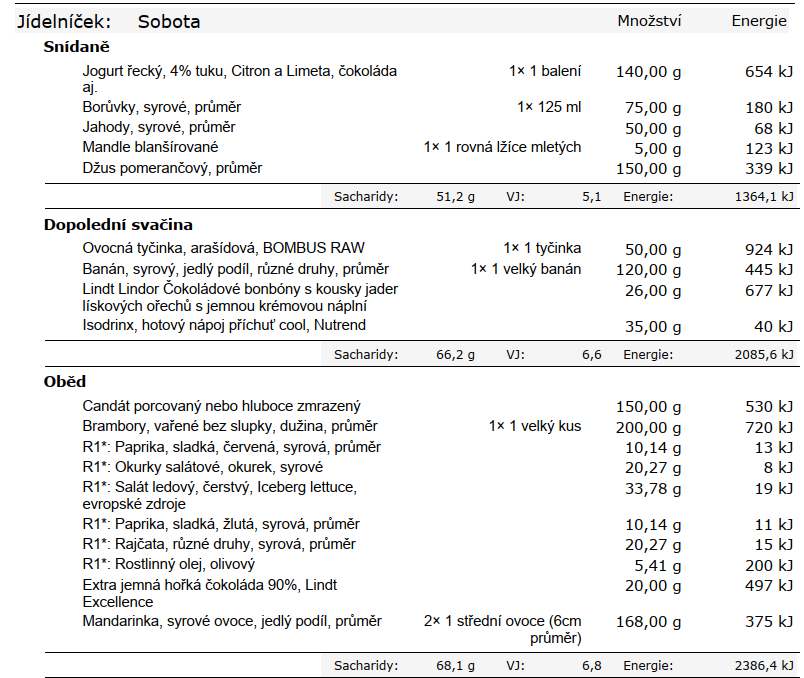 Jídelníček: Sobota Množství Energie
Snídaně
Jogurt řecký, 4% tuku, Citron a Limeta, čokoláda aj. 1× 1 balení 140,00 g 654 kJ
Borůvky, syrové, průměr 1× 125 ml 75,00 g 180 kJ
Jahody, syrové, průměr 50,00 g 68 kJ
Mandle blanšírované 1× 1 rovná lžíce mletých 5,00 g 123 kJ
Džus pomerančový, průměr 150,00 g 339 kJ
Sacharidy: 51,2 g VJ: 5,1 Energie: 1364,1 kJ
Dopolední svačina
Ovocná tyčinka, arašídová, BOMBUS RAW 1× 1 tyčinka 50,00 g 924 kJ
Banán, syrový, jedlý podíl, různé druhy, průměr 1× 1 velký banán 120,00 g 445 kJ
Lindt Lindor Čokoládové bonbóny s kousky jader 26,00 g 677 kJ
lískových ořechů s jemnou krémovou náplní
Isodrinx, hotový nápoj příchuť cool, Nutrend 35,00 g 40 kJ
Sacharidy: 66,2 g VJ: 6,6 Energie: 2085,6 kJ
Oběd
Candát porcovaný nebo hluboce zmrazený 150,00 g 530 kJ
Brambory, vařené bez slupky, dužina, průměr 1× 1 velký kus 200,00 g 720 kJ
R1*: Paprika, sladká, červená, syrová, průměr 10,14 g 13 kJ
R1*: Okurky salátové, okurek, syrové 20,27 g 8 kJ
R1*: Salát ledový, čerstvý, Iceberg lettuce, 33,78 g 19 kJ
evropské zdroje
R1*: Paprika, sladká, žlutá, syrová, průměr 10,14 g 11 kJ
R1*: Rajčata, různé druhy, syrová, průměr 20,27 g 15 kJ
R1*: Rostlinný olej, olivový 5,41 g 200 kJ
Extra jemná hořká čokoláda 90%, Lindt 20,00 g 497 kJ
Excellence
Mandarinka, syrové ovoce, jedlý podíl, průměr 2× 1 střední ovoce (6cm 168,00 g 375 kJ
průměr)
Sacharidy: 68,1 g VJ: 6,8 Energie: 2386,4 kJ